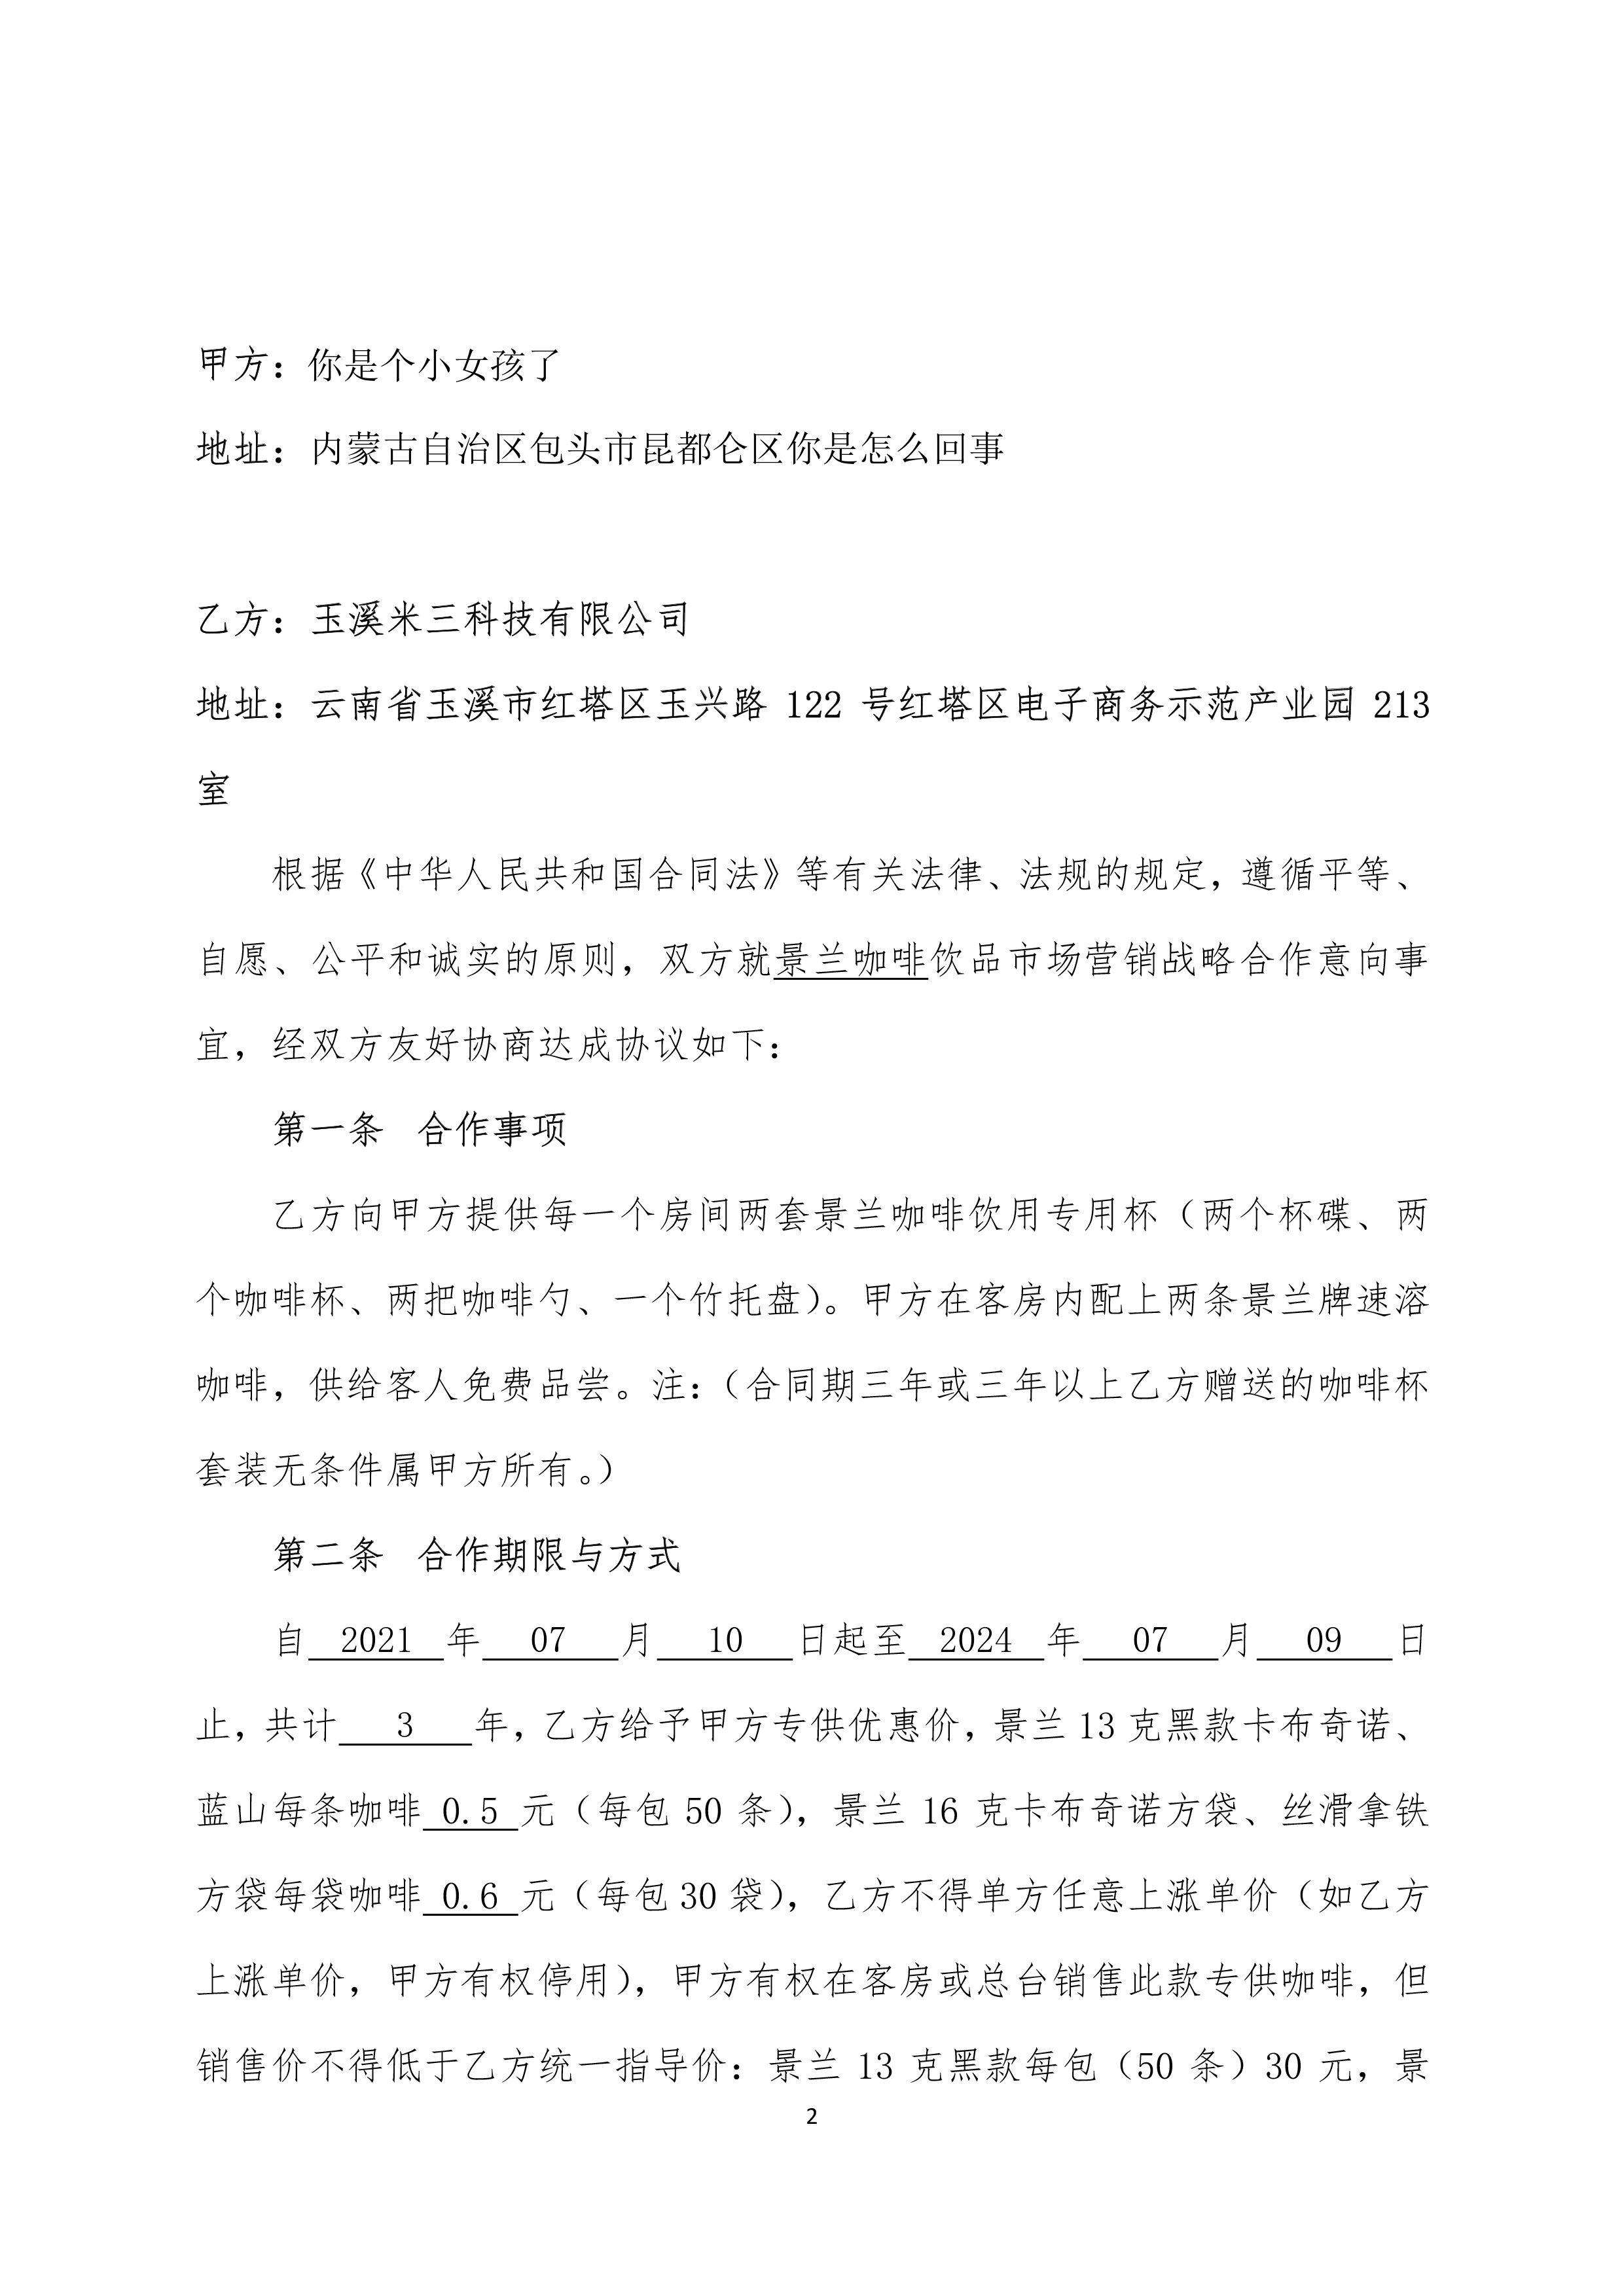 甲方：你是个小女孩了
地址：内蒙古自治区包头市昆都仑区你是怎么回事
乙方：玉溪米三科技有限公司
地址：云南省玉溪市红塔区玉兴路 122 号红塔区电子商务示范产业园 213
室
根据《中华人民共和国合同法》等有关法律、法规的规定，遵循平等、
自愿、公平和诚实的原则，双方就景兰咖啡饮品市场营销战略合作意向事
宜，经双方友好协商达成协议如下：
第一条 合作事项
乙方向甲方提供每一个房间两套景兰咖啡饮用专用杯（两个杯碟、两
个咖啡杯、两把咖啡勺、一个竹托盘）。甲方在客房内配上两条景兰牌速溶
咖啡，供给客人免费品尝。注：（合同期三年或三年以上乙方赠送的咖啡杯
套装无条件属甲方所有。）
第二条 合作期限与方式
自 2021 年 07 月 10 日起至 2024 年 07 月 09 日
止，共计 3 年，乙方给予甲方专供优惠价，景兰 13 克黑款卡布奇诺、
蓝山每条咖啡 0.5 元（每包 50 条），景兰 16 克卡布奇诺方袋、丝滑拿铁
方袋每袋咖啡 0.6 元（每包 30 袋），乙方不得单方任意上涨单价（如乙方
上涨单价，甲方有权停用），甲方有权在客房或总台销售此款专供咖啡，但
销售价不得低于乙方统一指导价：景兰 13 克黑款每包（50 条）30 元，景
2